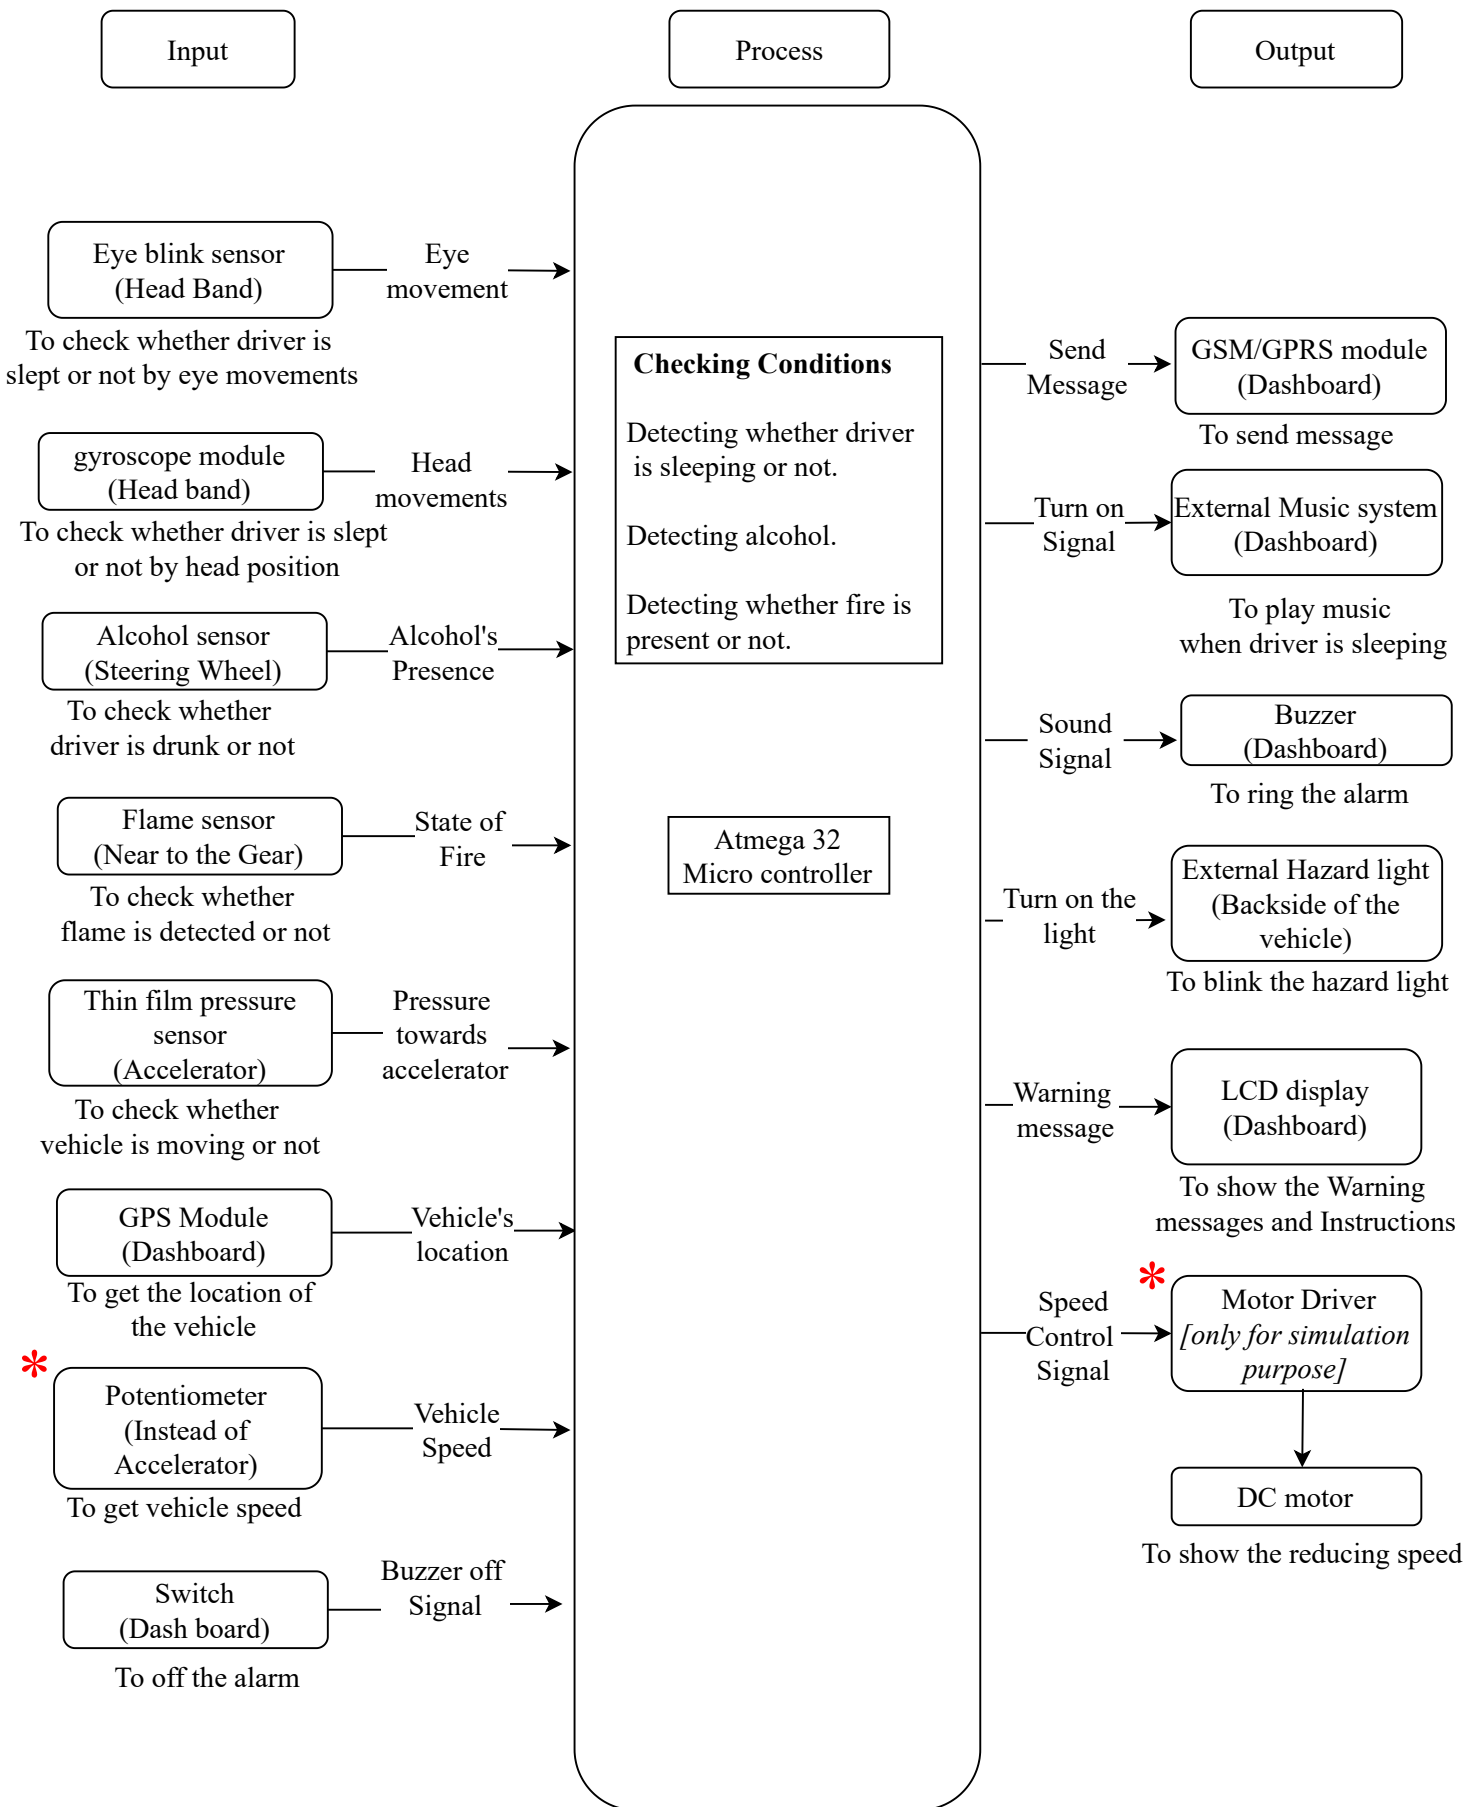 Input
Process
Output
Eye blink sensor
(Head Band)
To check whether driver is
slept or not by eye movements
Eye
movement
gyroscope module
(Head band)
To check whether driver is slept
or not by head position
Head
movements
Alcohol sensor
(Steering Wheel)
To check whether
driver is drunk or not
Alcohol's
Presence
Flame sensor
(Near to the Gear)
To check whether
flame is detected or not
State of
Fire
Thin film pressure
sensor
(Accelerator)
To check whether
vehicle is moving or not
Pressure
towards
accelerator
GPS Module
(Dashboard)
To get the location of
the vehicle
Vehicle's
location
*
Potentiometer
(Instead of
Accelerator)
To get vehicle speed
Vehicle
Speed
Switch
(Dash board)
To off the alarm
Buzzer off
Signal
Checking Conditions
Detecting whether driver
is sleeping or not.
Detecting alcohol.
Detecting whether fire is
present or not.
Atmega 32
Micro controller
Send
Message
GSM/GPRS module
(Dashboard)
To send message
Turn on
Signal
External Music system
(Dashboard)
To play music
when driver is sleeping
Sound
Signal
Buzzer
(Dashboard)
To ring the alarm
Turn on the
light
External Hazard light
(Backside of the
vehicle)
To blink the hazard light
Warning
message
LCD display
(Dashboard)
To show the Warning
messages and Instructions
Speed
Control
Signal
*
Motor Driver
[only for simulation
purpose]
DC motor
To show the reducing speed